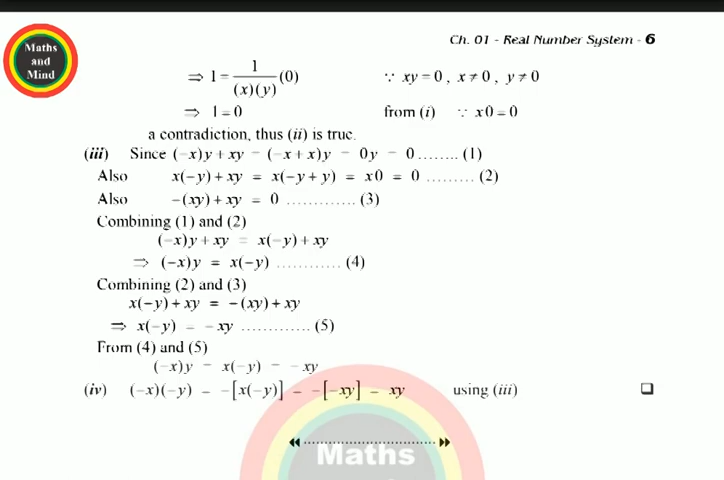 Maths
and
Mind
Ch. 01 - Real Number System - 6
⇒ 1 = 1/((x)(y)) (0)    ∵ xy = 0 , x ≠ 0 , y ≠ 0
⇒ 1 = 0    from (i)    ∵ x0 = 0
a contradiction, thus (ii) is true.
(iii) Since (−x)y + xy = (−x + x)y = 0y = 0........(1)
Also x(−y) + xy = x(−y + y) = x0 = 0 .........(2)
Also −(xy) + xy = 0 .............(3)
Combining (1) and (2)
(−x)y + xy = x(−y) + xy
⇒ (−x)y = x(−y) ............(4)
Combining (2) and (3)
x(−y) + xy = −(xy) + xy
⇒ x(−y) = − xy .............(5)
From (4) and (5)
(−x)y = x(−y) = − xy
(iv) (−x)(−y) = −[x(−y)] = −[−xy] = xy    using (iii)    ❑
Maths